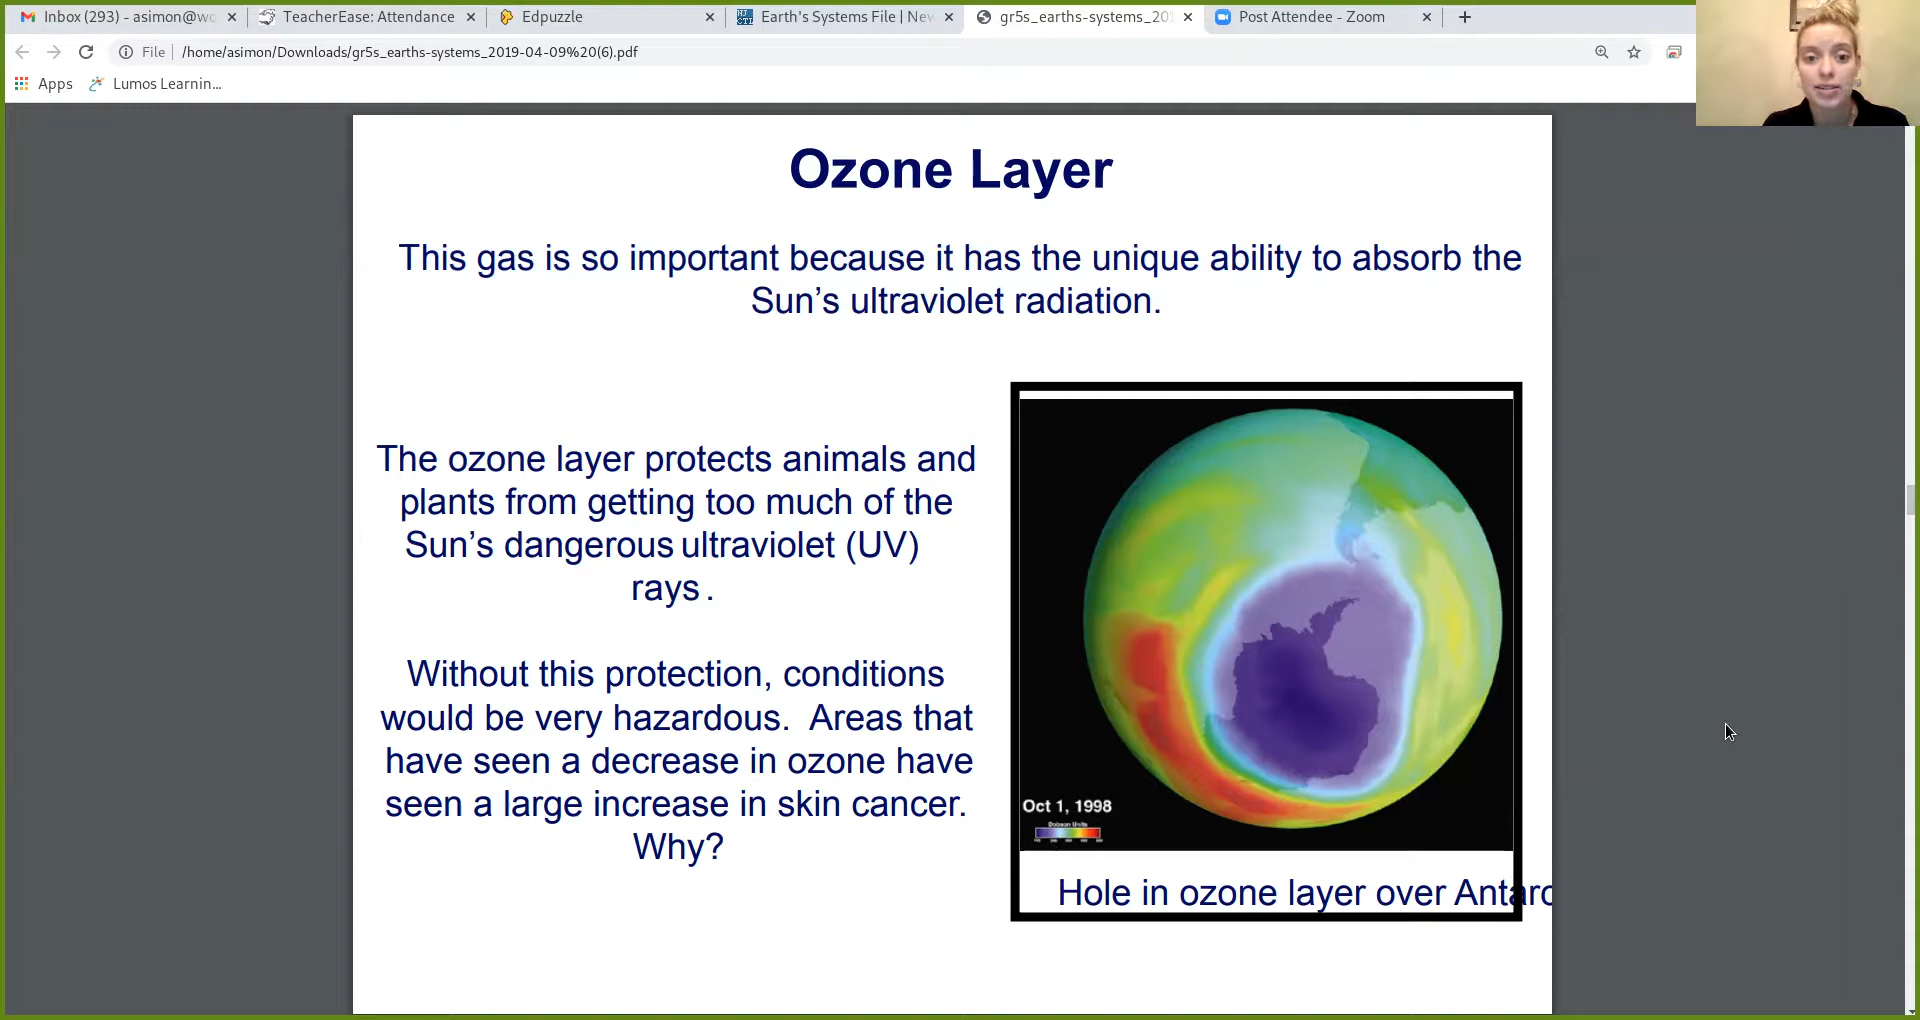 Inbox (293) - asimon@wo
TeacherEase: Attendance
Edpuzzle
Earth's Systems File | New
gr5s_earths-systems_201
Post Attendee - Zoom
File
/home/asimon/Downloads/gr5s_earths-systems_2019-04-09%20(6).pdf
Apps
Lumos Learnin...
Ozone Layer
This gas is so important because it has the unique ability to absorb the
Sun's ultraviolet radiation.
The ozone layer protects animals and
plants from getting too much of the
Sun's dangerous ultraviolet (UV)
rays .
Without this protection, conditions
would be very hazardous. Areas that
have seen a decrease in ozone have
seen a large increase in skin cancer.
Why?
Oct 1, 1998
Dobson Units
Hole in ozone layer over Antarc